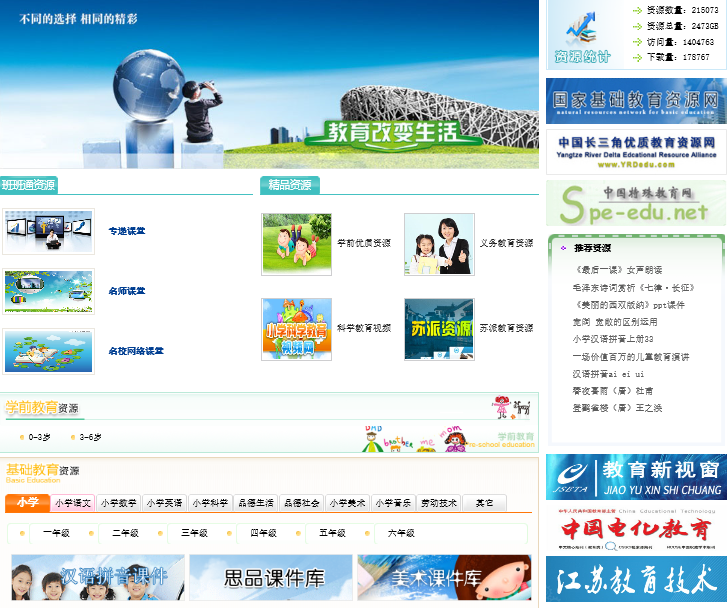 不同的选择 相同的精彩
教育改变生活
资源数量: 215073
资源总量: 2473GB
访问量: 1404763
下载量: 178767
资源统计
国家基础教育资源网
natural resources network for basic education
中国长三角优质教育资源网
Yangtze River Delta Edcational Resource Alliance
www.YRDedu.com
中国特殊教育网
Spe-edu.net
班班通资源
精品资源
专递课堂
名师课堂
名校网络课堂
学前优质资源
义务教育资源
小学科学教育
视频网
科学教育视频
苏派资源
苏派教育资源
推荐资源
《最后一课》女声朗读
毛泽东诗词赏析《七律·长征》
《美丽的西双版纳》ppt课件
宽阔 宽敞的区别运用
小学汉语拼音上册33
一场价值百万的儿童教育演讲
汉语拼音ai ei ui
春夜喜雨（唐）杜甫
登鹳雀楼（唐）王之涣
学前教育资源
0-3岁
3-6岁
DAD
brother
me
mom
学前教育
Pre-school education
基础教育资源
Basic Education
小学
小学语文
小学数学
小学英语
小学科学
品德生活
品德社会
小学美术
小学音乐
劳动技术
其它
一年级
二年级
三年级
四年级
五年级
六年级
汉语拼音课件
思品课件库
美术课件库
JSETA
教育新视窗
JIAO YU XIN SHI CHUANG
China Educational Technology
中国电化教育
江苏教育技术